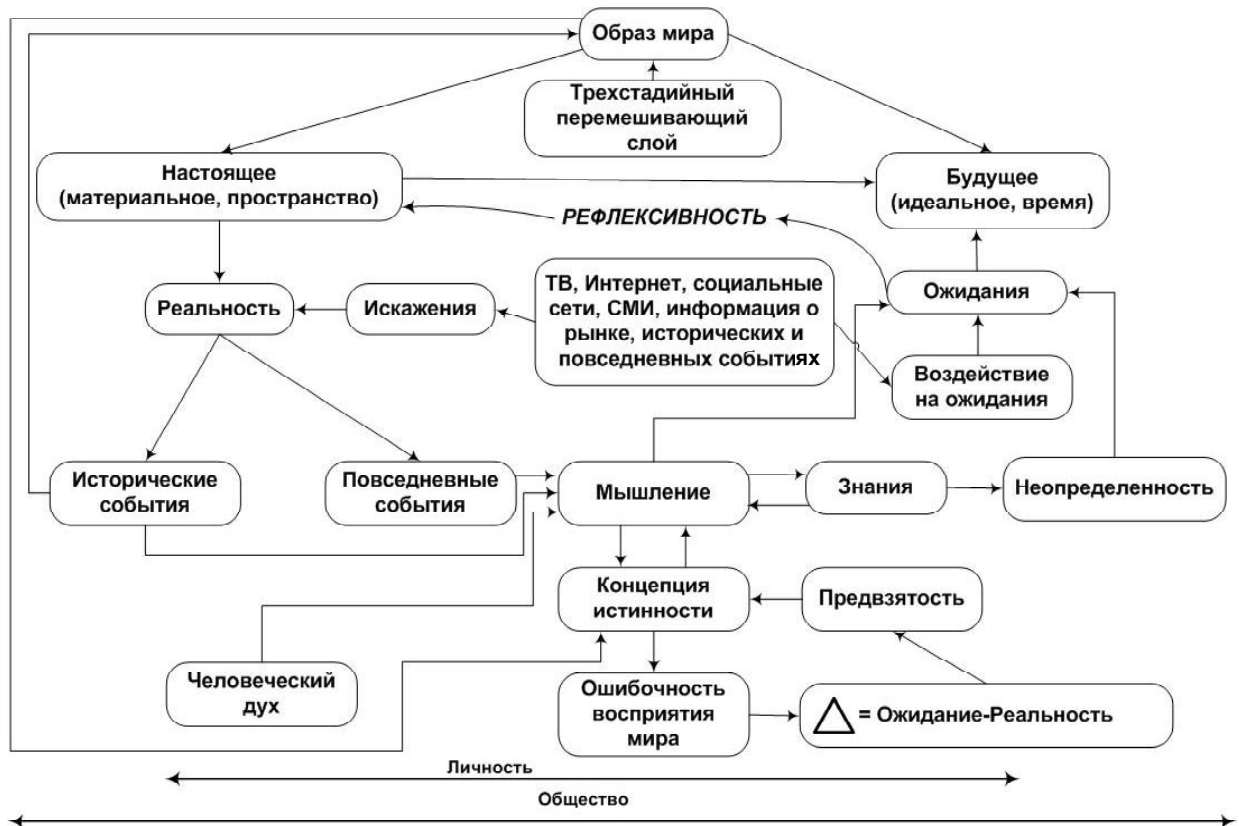 Образ мира
Трехстадийный
перемешивающий
слой
Настоящее
(материальное, пространство)
Будущее
(идеальное, время)
РЕФЛЕКСИВНОСТЬ
Реальность
Искажения
ТВ, Интернет, социальные
сети, СМИ, информация о
рынке, исторических и
повседневных событиях
Ожидания
Воздействие
на ожидания
Исторические
события
Повседневные
события
Мышление
Знания
Неопределенность
Концепция
истинности
Предвзятость
Человеческий
дух
Ошибочность
восприятия
мира
= Ожидание-Реальность
Личность
Общество